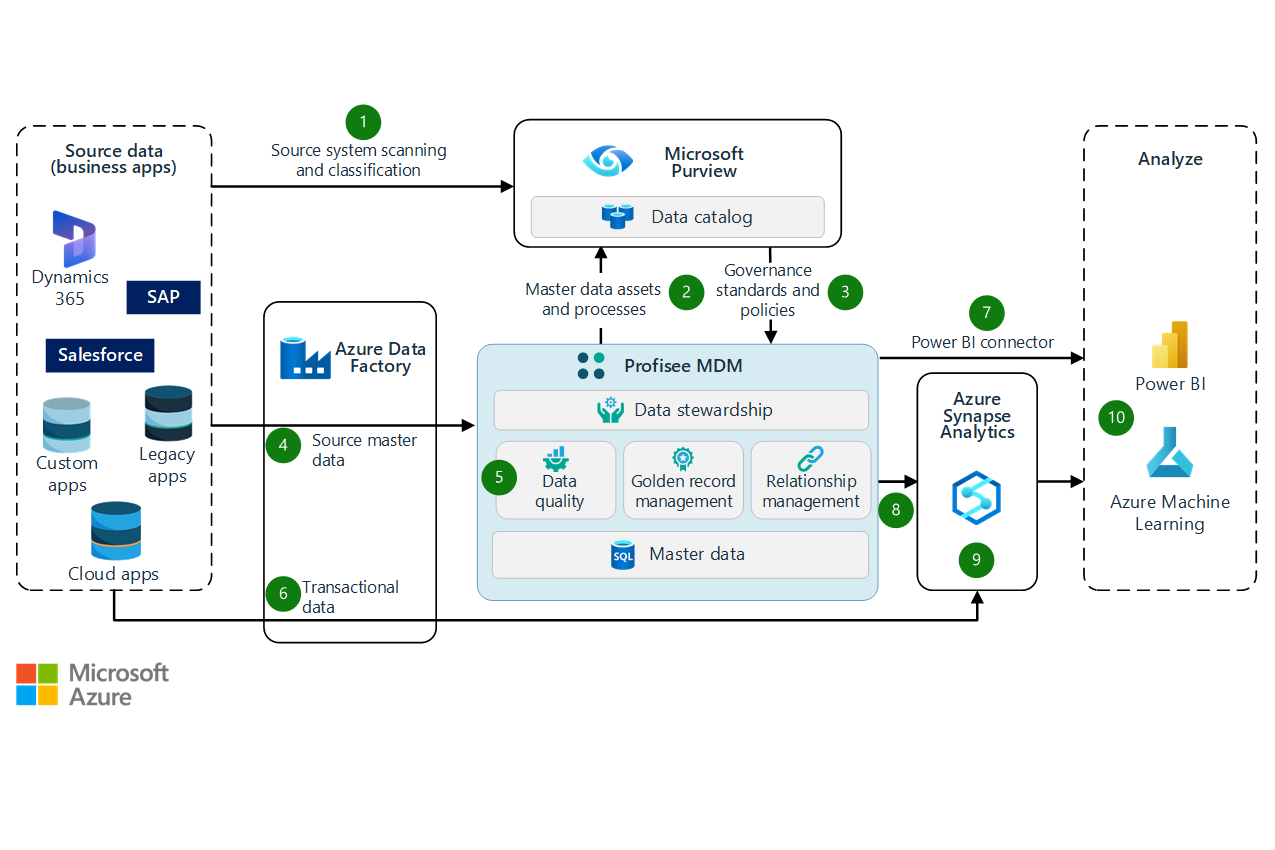 1
Source system scanning
and classification
Source data
(business apps)
Dynamics
365
SAP
Salesforce
Custom
apps
Legacy
apps
Cloud apps
Microsoft
Purview
Data catalog
Master data assets
and processes
2
Governance
standards and
policies
3
Azure Data
Factory
4
Source master
data
6
Transactional
data
Profisee MDM
Data stewardship
5
Data
quality
Golden record
management
Relationship
management
SQL
Master data
7
Power BI connector
8
Azure
Synapse
Analytics
9
Analyze
Power BI
10
Azure Machine
Learning
Microsoft
Azure